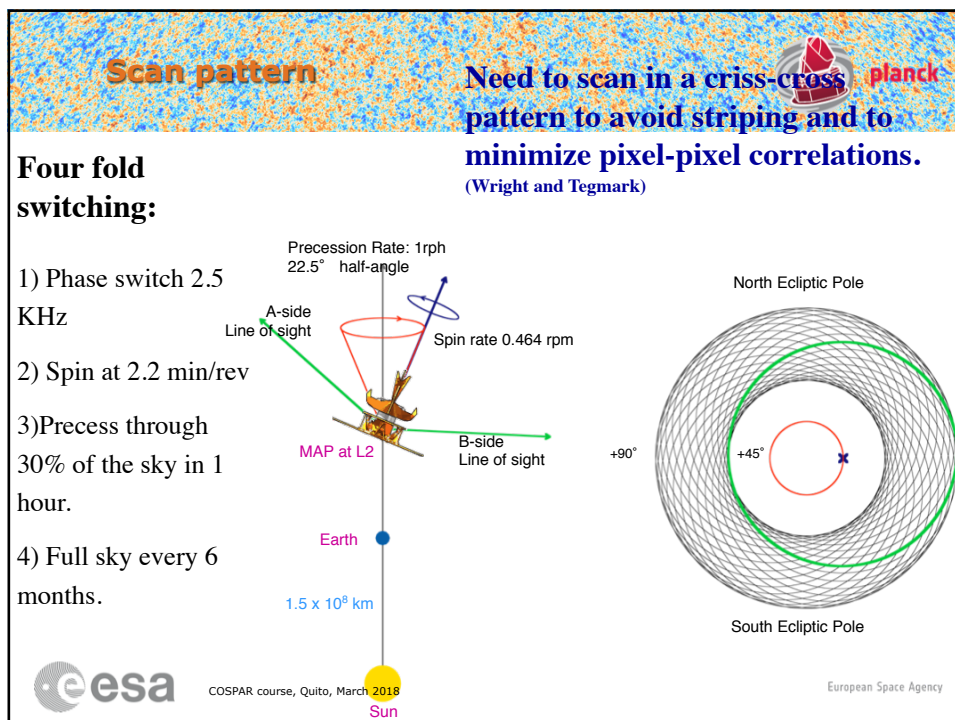 Scan pattern
Need to scan in a criss-cross
pattern to avoid striping and to
minimize pixel-pixel correlations.
(Wright and Tegmark)
planck
Four fold
switching:
1) Phase switch 2.5
KHz
2) Spin at 2.2 min/rev
3)Precess through
30% of the sky in 1
hour.
4) Full sky every 6
months.
Precession Rate: 1rph
22.5° half-angle
A-side
Line of sight
Spin rate 0.464 rpm
MAP at L2
B-side
Line of sight
Earth
1.5 x 10⁸ km
Sun
North Ecliptic Pole
+90°
+45°
South Ecliptic Pole
esa
COSPAR course, Quito, March 2018
European Space Agency